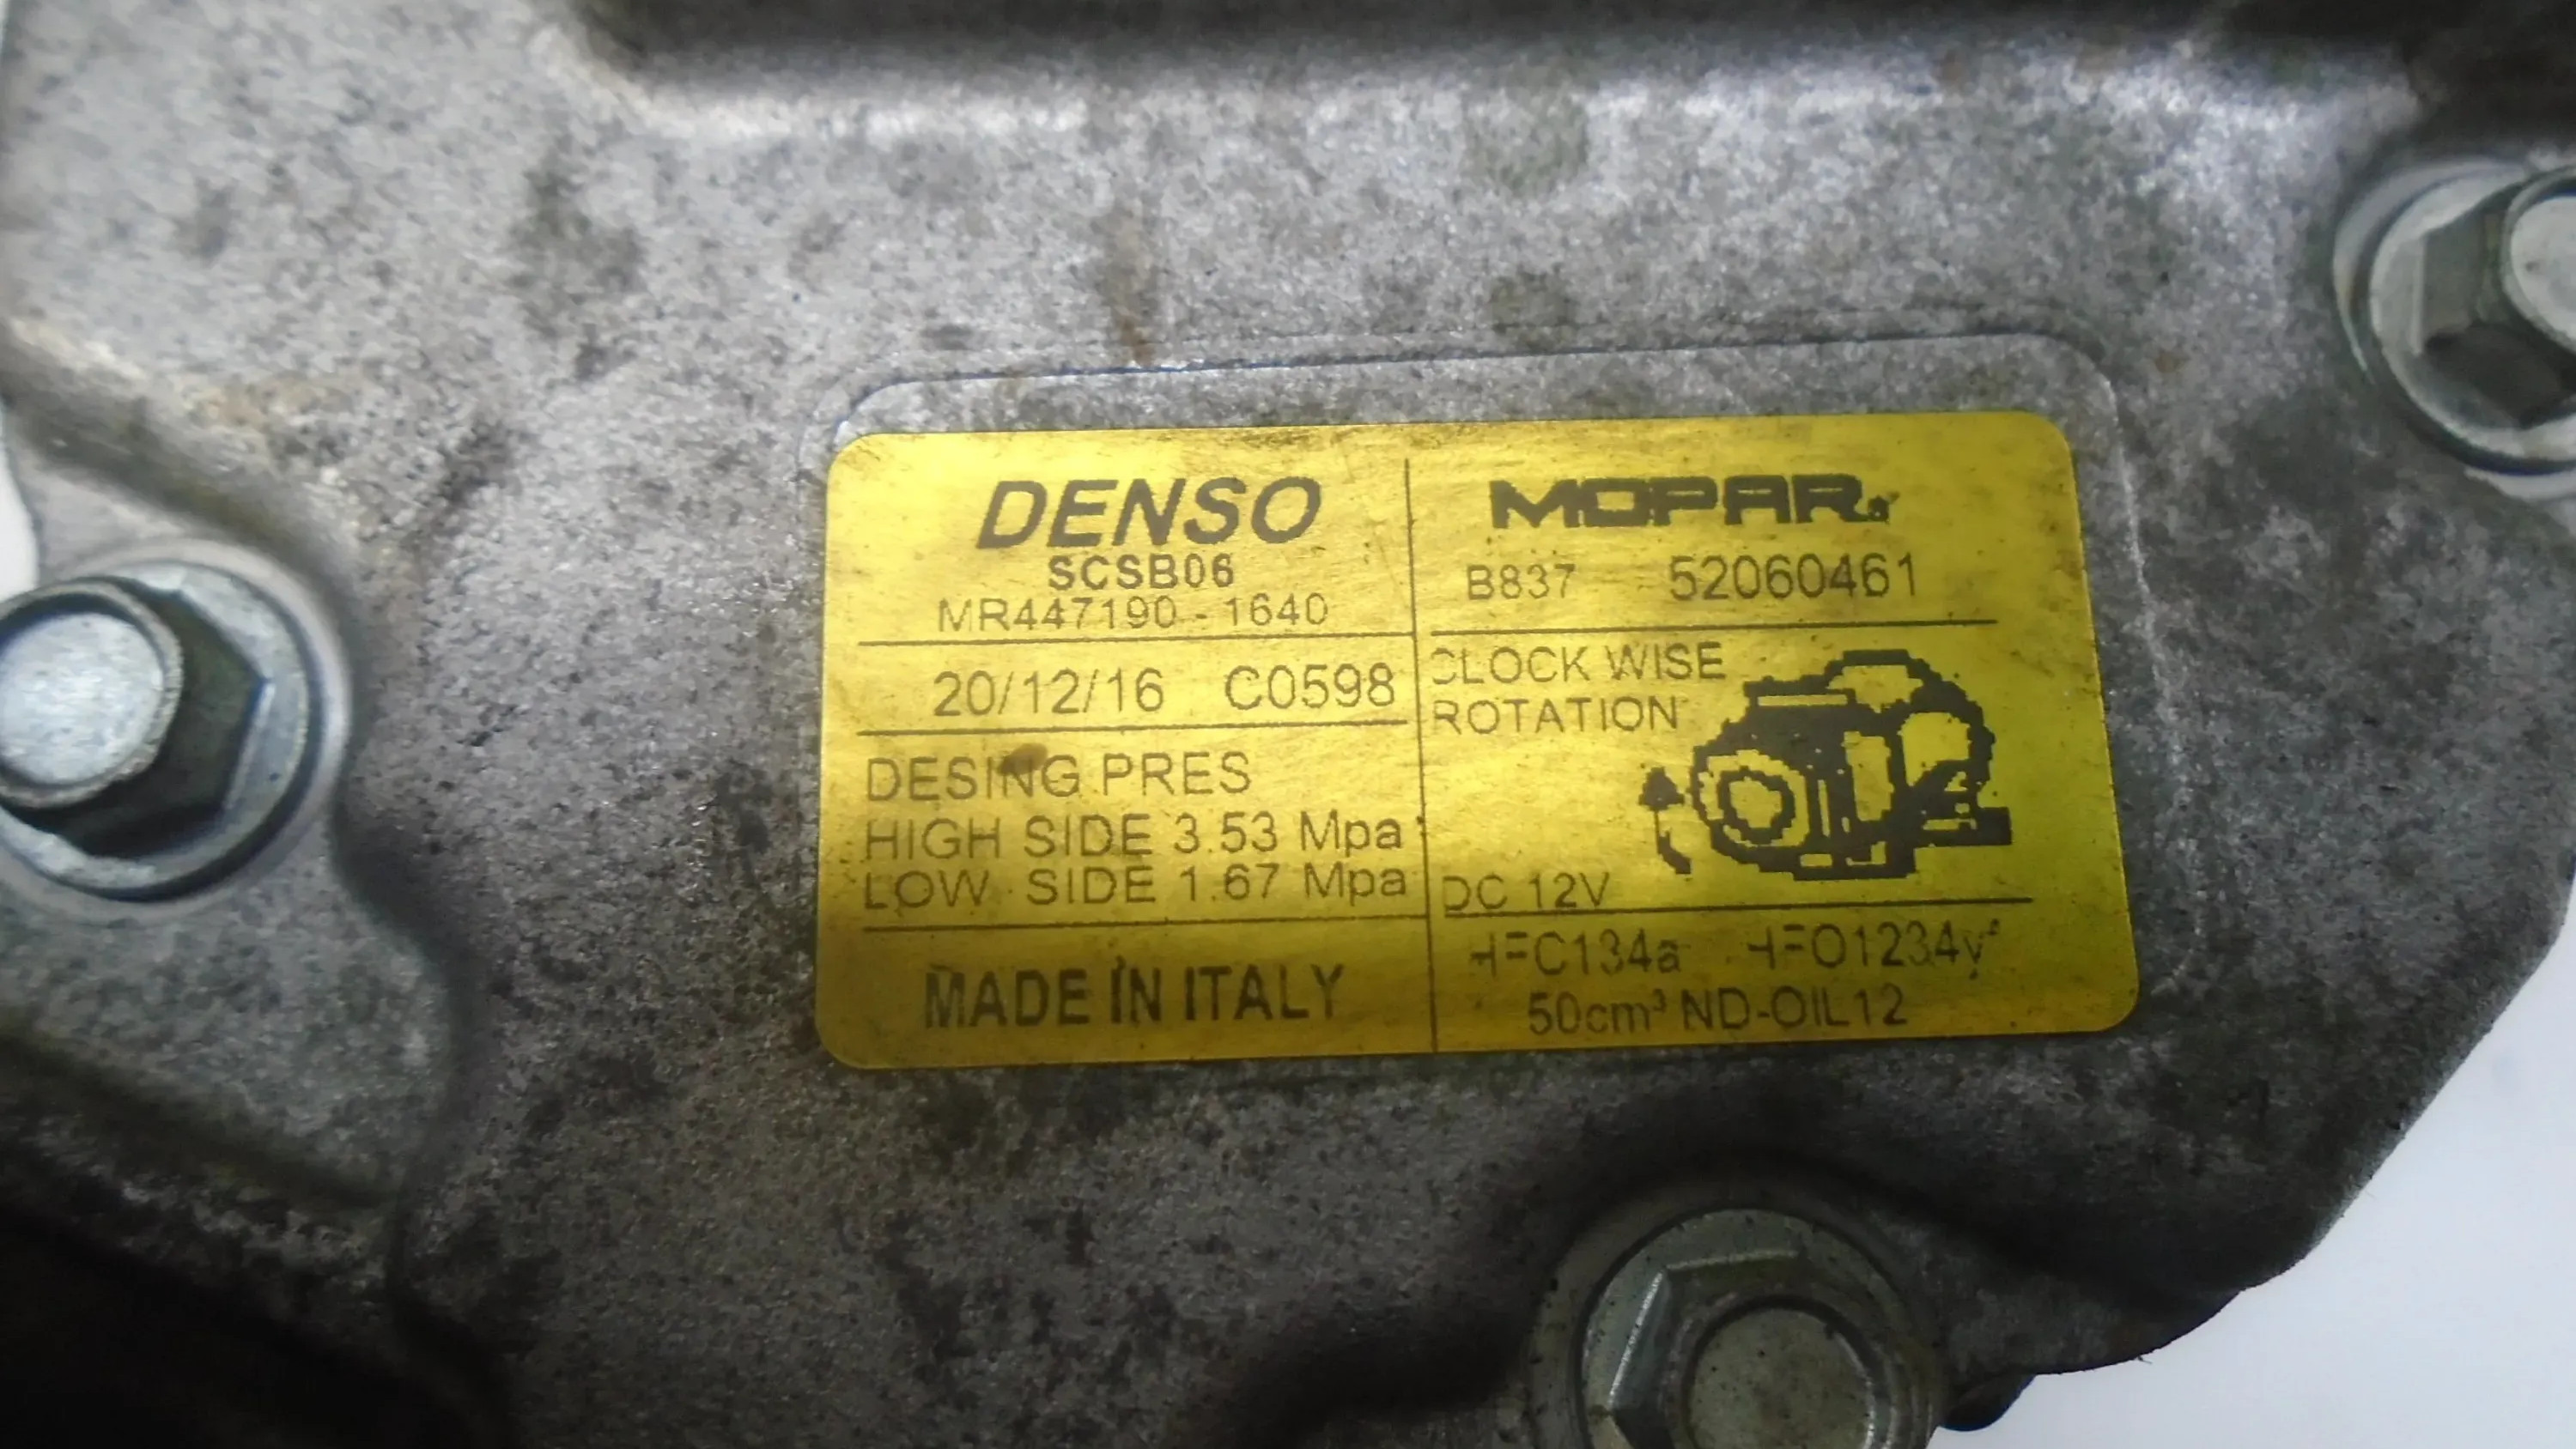 DENSO
SCSB06
MR447190-1640
20/12/16 C0598
DESING PRES
HIGH SIDE 3.53 Mpa
LOW SIDE 1.67 Mpa
MADE IN ITALY
MOPAR
B837 52060461
CLOCK WISE
ROTATION
DC 12V
HFC134a HFO1234yf
50cm³ ND-OIL12